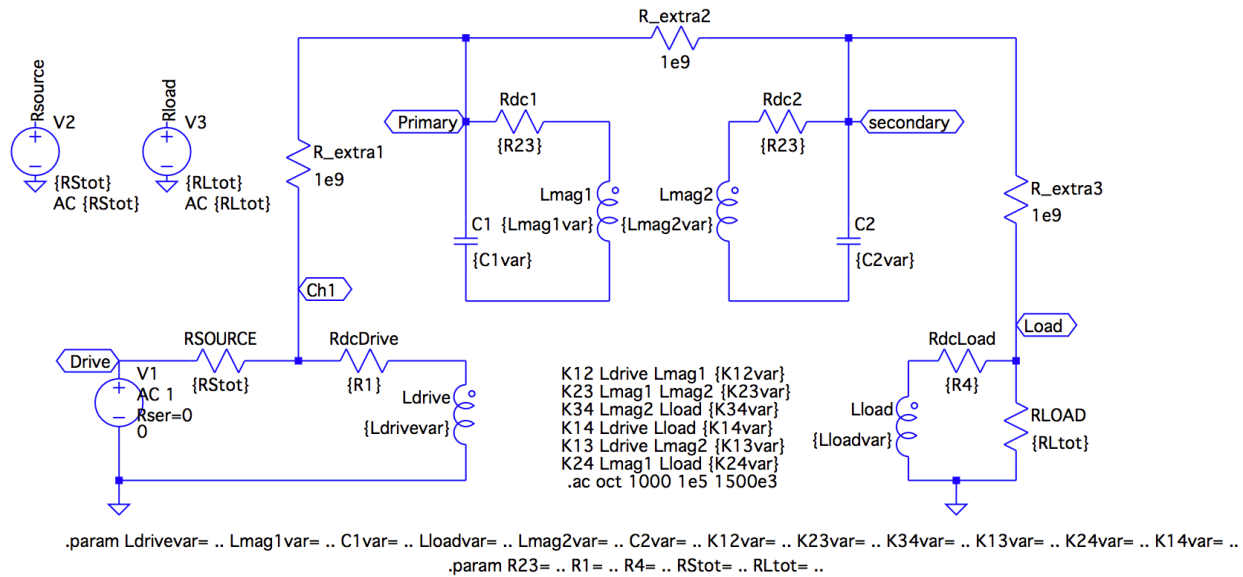 R_extra2
1e9
Rsource
V2
{RStot}
AC {RStot}
Rload
V3
{RLtot}
AC {RLtot}
Primary
Rdc1
{R23}
Rdc2
{R23}
secondary
R_extra1
1e9
Lmag1
{Lmag1var}
Lmag2
{Lmag2var}
R_extra3
1e9
C1
{C1var}
C2
{C2var}
Ch1
Drive
RSOURCE
{RStot}
RdcDrive
{R1}
V1
AC 1
Rser=0
0
Ldrive
{Ldrivevar}
K12 Ldrive Lmag1 {K12var}
K23 Lmag1 Lmag2 {K23var}
K34 Lmag2 Lload {K34var}
K14 Ldrive Lload {K14var}
K13 Ldrive Lmag2 {K13var}
K24 Lmag1 Lload {K24var}
.ac oct 1000 1e5 1500e3
Load
RdcLoad
{R4}
Lload
{Lloadvar}
RLOAD
{RLtot}
.param Ldrivevar= .. Lmag1var= .. C1var= .. Lloadvar= .. Lmag2var= .. C2var= .. K12var= .. K23var= .. K34var= .. K13var= .. K24var= .. K14var= ..
.param R23= .. R1= .. R4= .. RStot= .. RLtot= ..